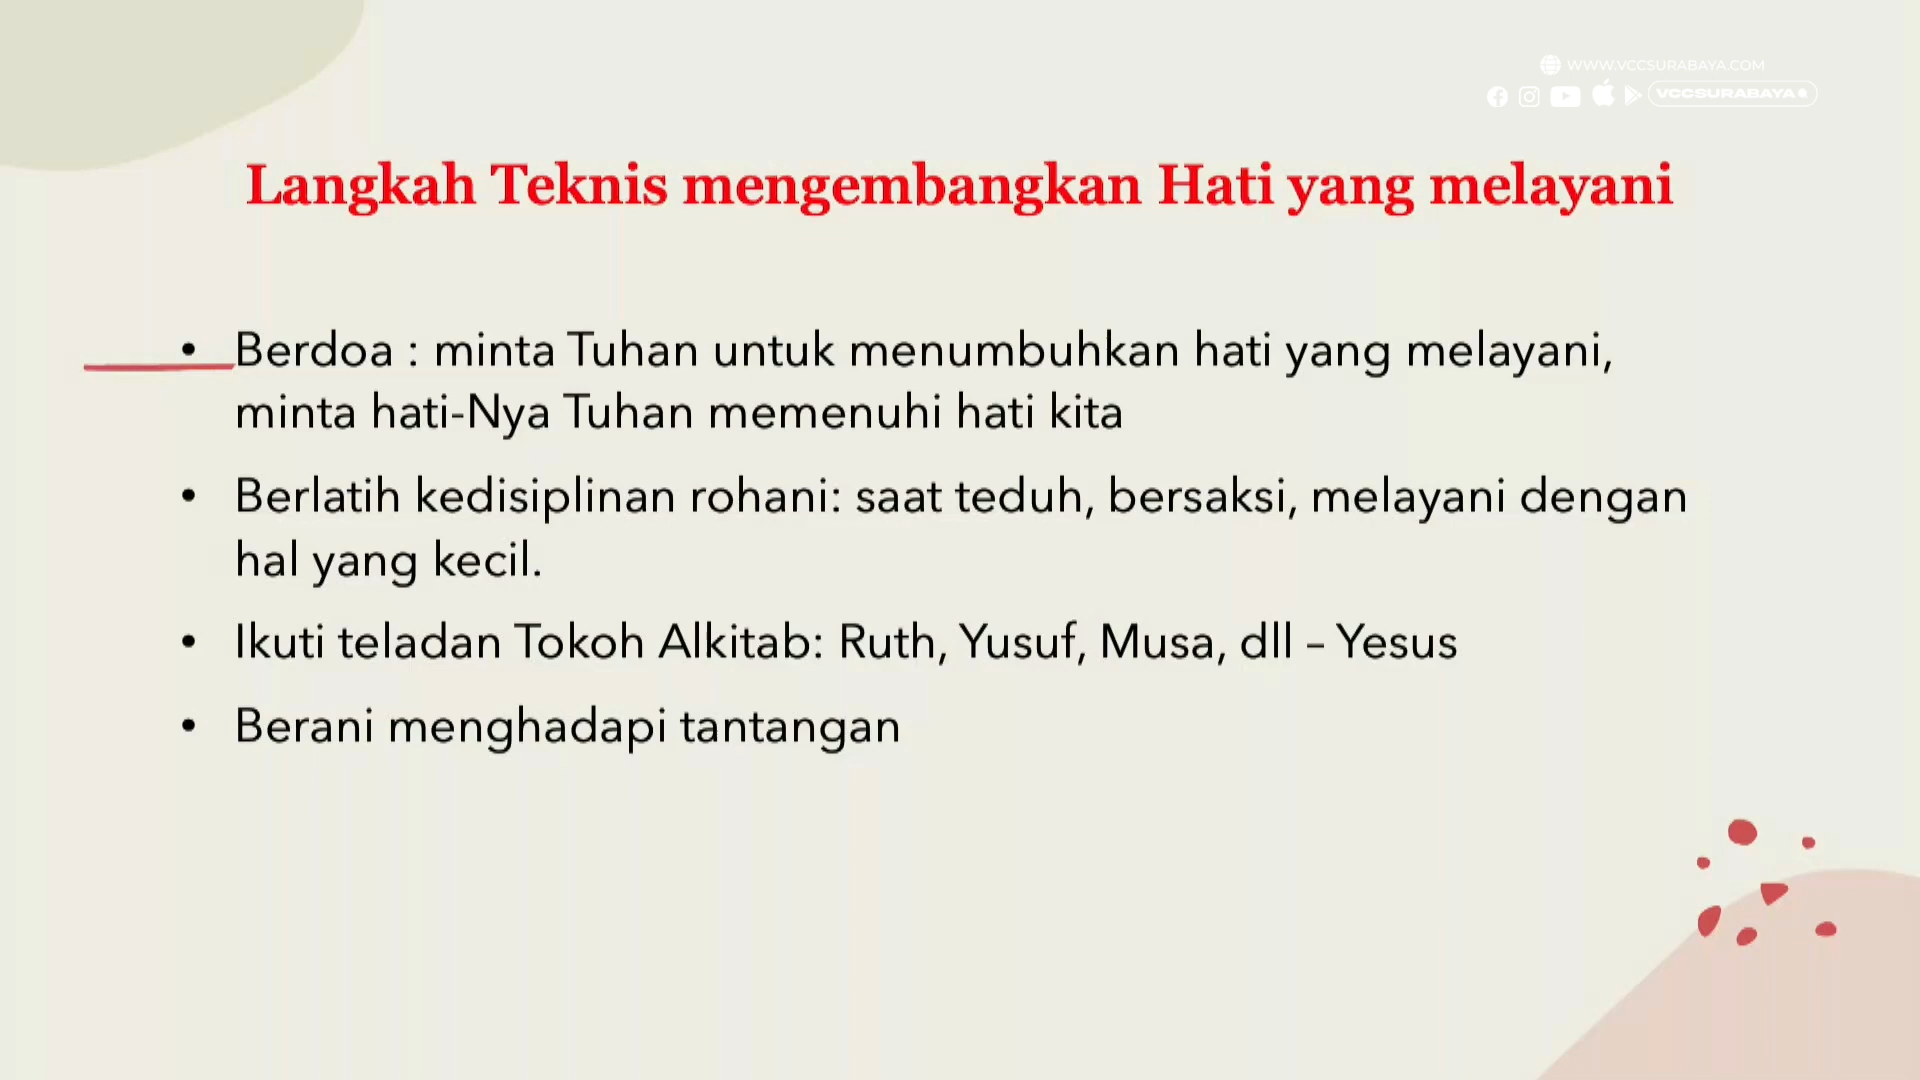 WWW.VCCSURABAYA.COM
VCCSURABAYA
Langkah Teknis mengembangkan Hati yang melayani
• Berdoa : minta Tuhan untuk menumbuhkan hati yang melayani,
minta hati-Nya Tuhan memenuhi hati kita
• Berlatih kedisiplinan rohani: saat teduh, bersaksi, melayani dengan
hal yang kecil.
• Ikuti teladan Tokoh Alkitab: Ruth, Yusuf, Musa, dll – Yesus
• Berani menghadapi tantangan